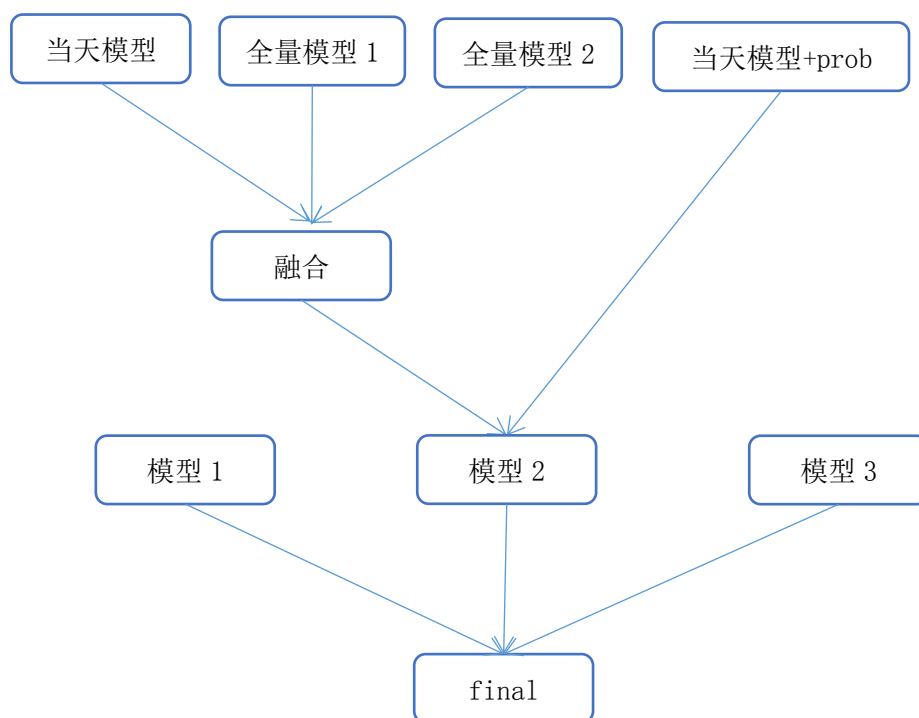 当天模型
全量模型 1
全量模型 2
当天模型+prob
融合
模型 1
模型 2
模型 3
final